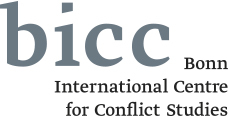 bicc Bonn
International Centre
for Conflict Studies